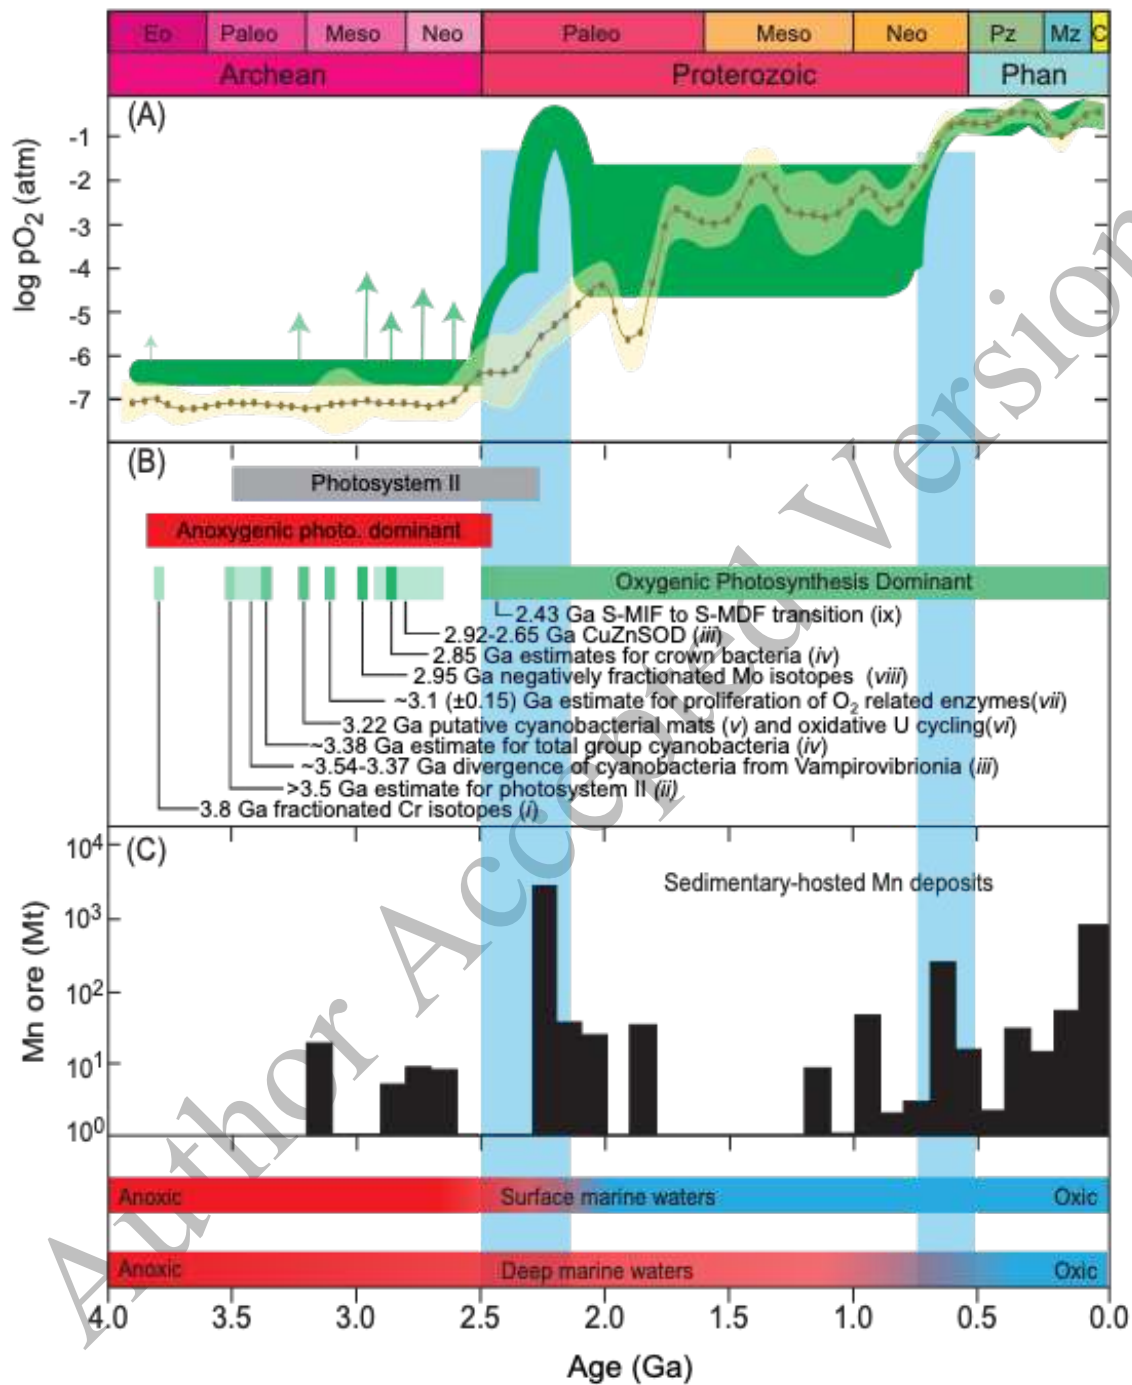 Eo Paleo Meso Neo Paleo Meso Neo Pz Mz C
Archean Proterozoic Phan
(A)
log pO2 (atm)
-1
-2
-3
-4
-5
-6
-7
(B)
Photosystem II
Anoxygenic photo. dominant
Oxygenic Photosynthesis Dominant
2.43 Ga S-MIF to S-MDF transition (ix)
2.92-2.65 Ga CuZnSOD (iii)
2.85 Ga estimates for crown bacteria (iv)
2.95 Ga negatively fractionated Mo isotopes (viii)
~3.1 (±0.15) Ga estimate for proliferation of O2 related enzymes(vii)
3.22 Ga putative cyanobacterial mats (v) and oxidative U cycling(vi)
~3.38 Ga estimate for total group cyanobacteria (iv)
~3.54-3.37 Ga divergence of cyanobacteria from Vampirovibrionia (iii)
>3.5 Ga estimate for photosystem II (ii)
3.8 Ga fractionated Cr isotopes (i)
(C)
Sedimentary-hosted Mn deposits
Mn ore (Mt)
10^4
10^3
10^2
10^1
10^0
Anoxic Surface marine waters Oxic
Anoxic Deep marine waters Oxic
4.0 3.5 3.0 2.5 2.0 1.5 1.0 0.5 0.0
Age (Ga)
Author Accepted Version